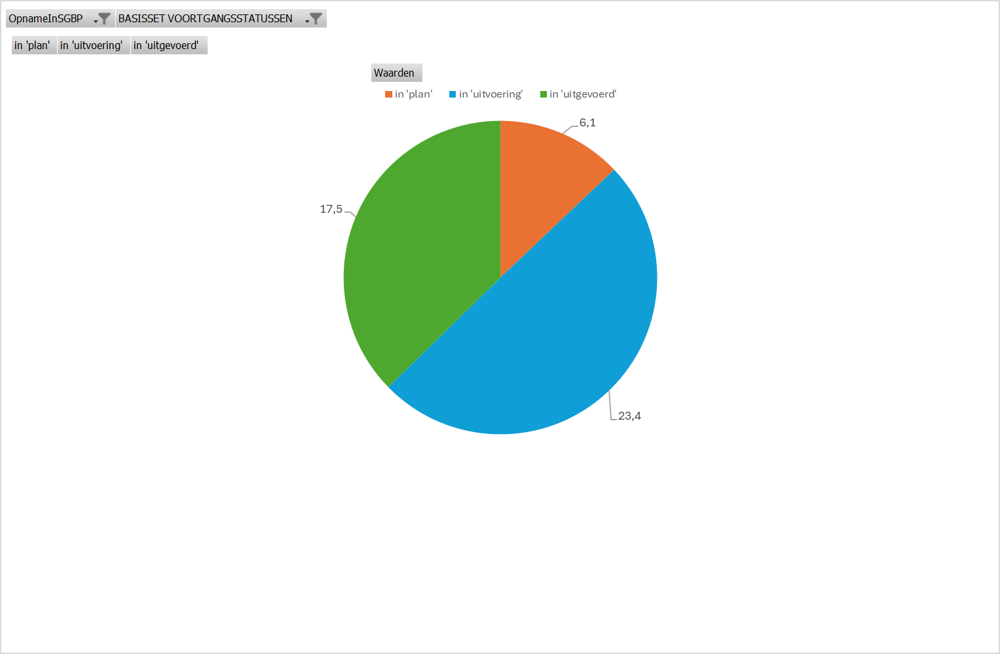 OpnameInSGBP BASISSET VOORTGANGSSTATUSSEN
in 'plan' in 'uitvoering' in 'uitgevoerd'
Waarden
in 'plan' in 'uitvoering' in 'uitgevoerd'
6,1
17,5
23,4